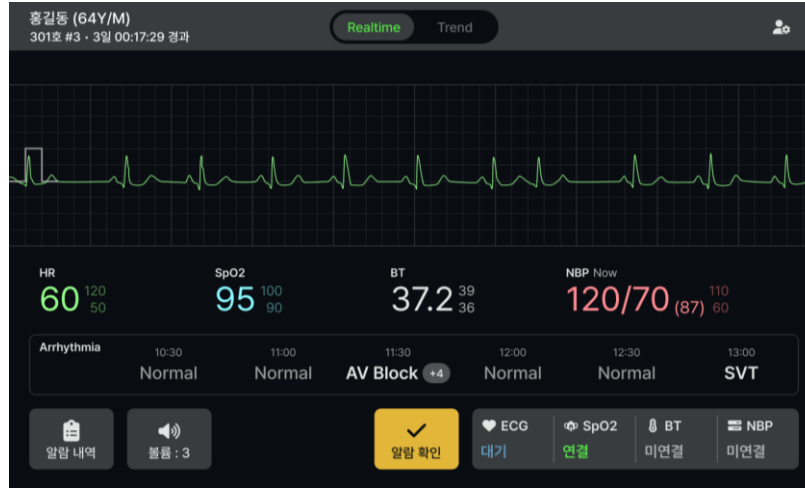 홍길동 (64Y/M)
301호 #3 · 3일 00:17:29 경과
Realtime Trend
HR
60 120 50
SpO2
95 100 90
BT
37.2 39 36
NBP Now
120/70 (87) 110 60
Arrhythmia
10:30 11:00 11:30 12:00 12:30 13:00
Normal Normal AV Block +4 Normal Normal SVT
알람 내역
볼륨 : 3
알람 확인
ECG SpO2 BT NBP
대기 연결 미연결 미연결